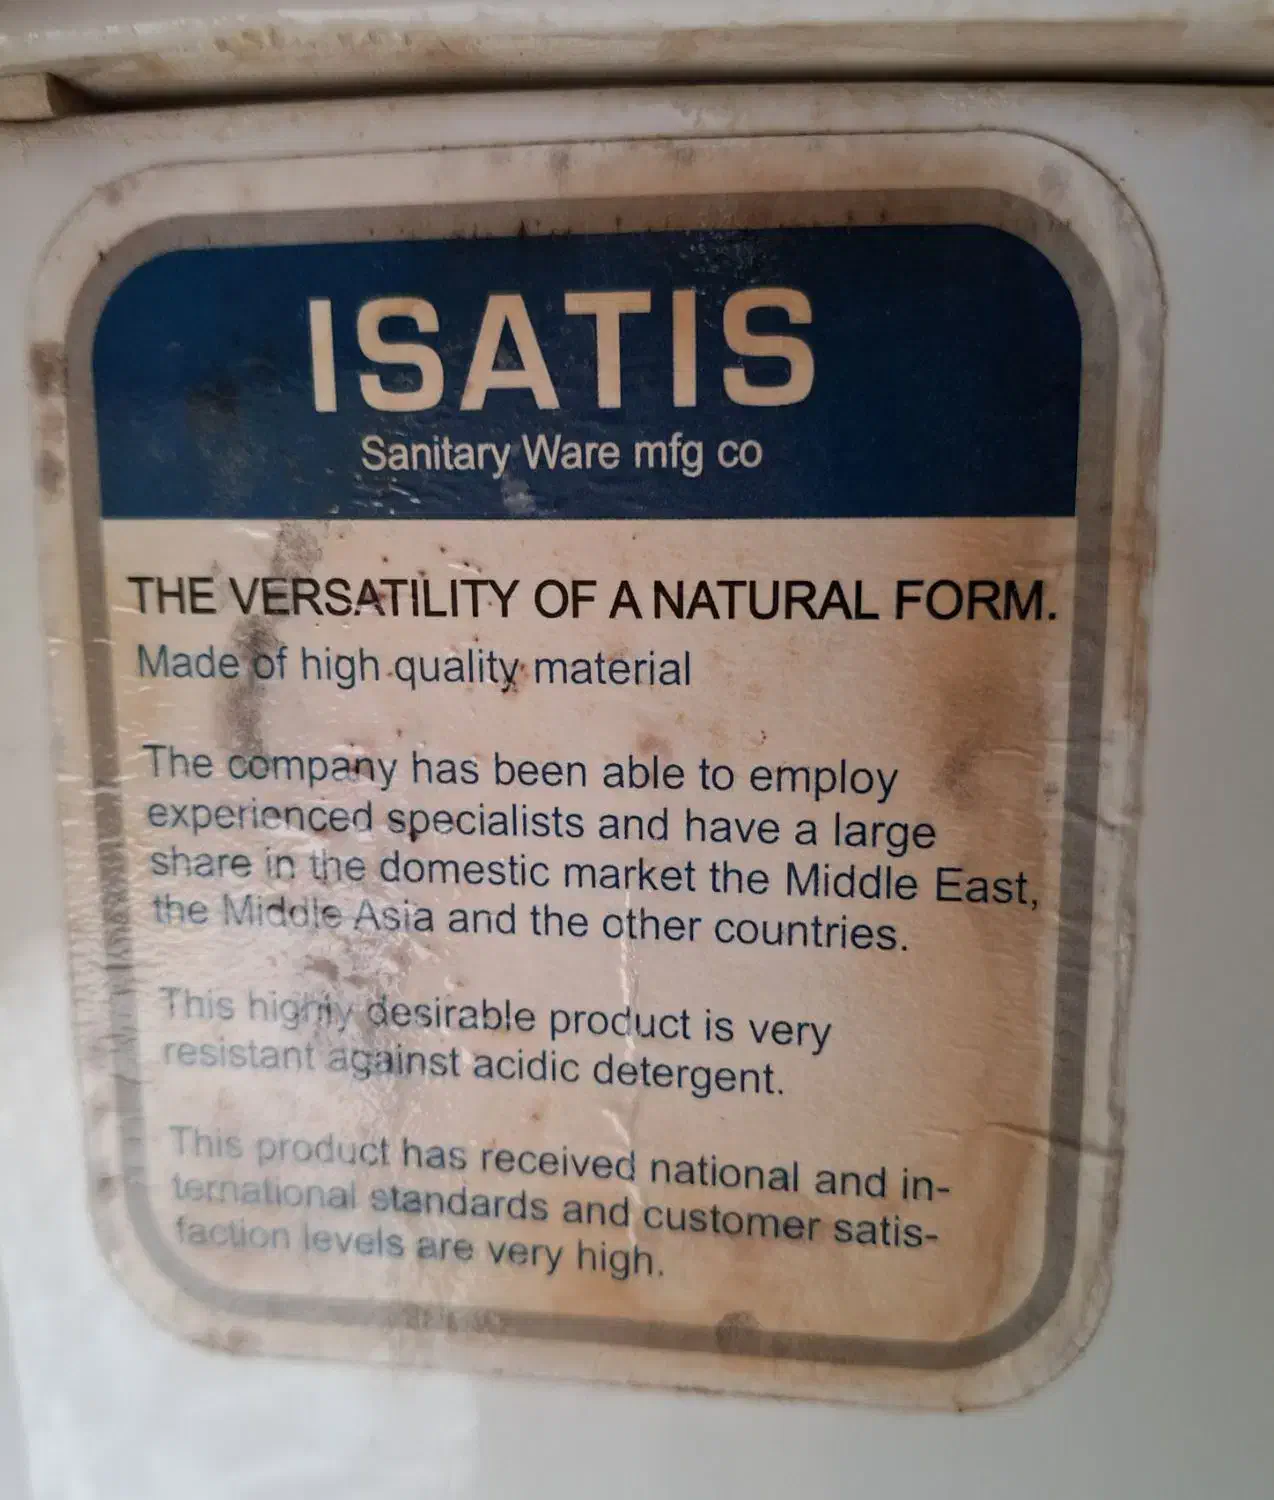 ISATIS
Sanitary Ware mfg co
THE VERSATILITY OF A NATURAL FORM.
Made of high quality material
The company has been able to employ
experienced specialists and have a large
share in the domestic market the Middle East,
the Middle Asia and the other countries.
This highly desirable product is very
resistant against acidic detergent.
This product has received national and in-
ternational standards and customer satis-
faction levels are very high.